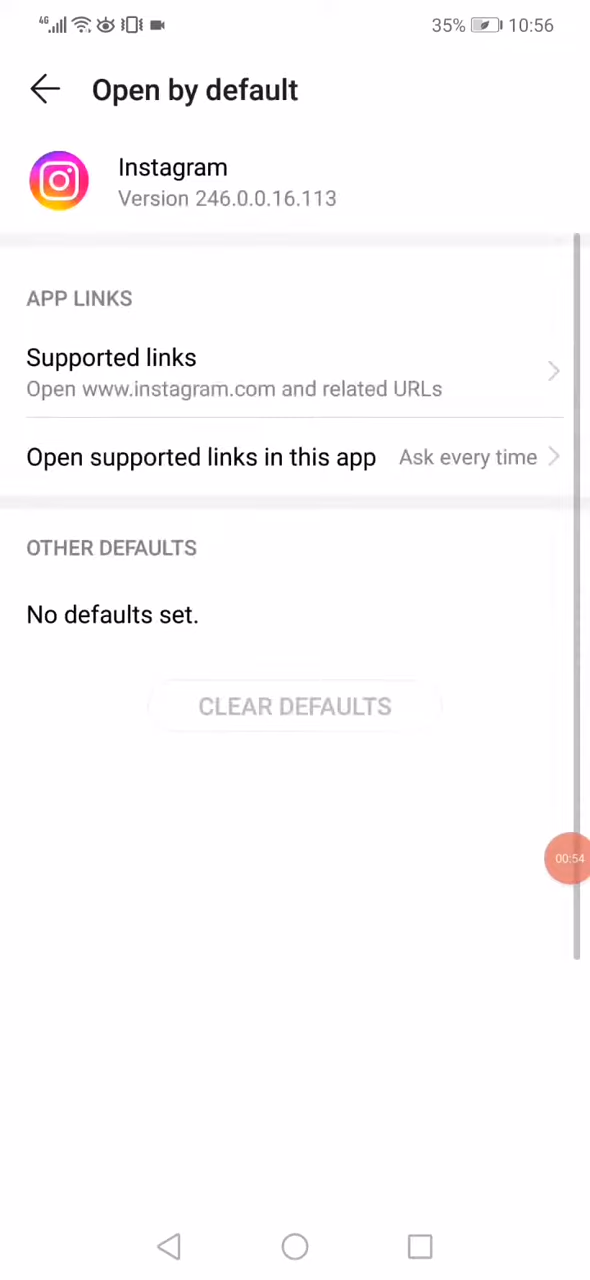 4G 35% 10:56
Open by default
Instagram
Version 246.0.0.16.113
APP LINKS
Supported links
Open www.instagram.com and related URLs
Open supported links in this app Ask every time
OTHER DEFAULTS
No defaults set.
CLEAR DEFAULTS
00:54